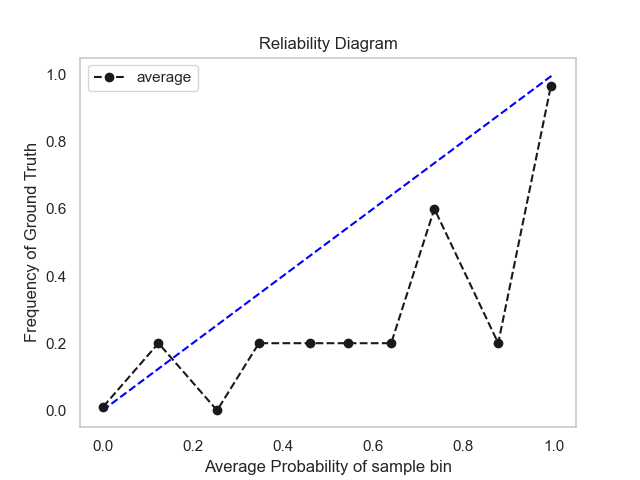 Reliability Diagram
average
Frequency of Ground Truth
1.0
0.8
0.6
0.4
0.2
0.0
0.0 0.2 0.4 0.6 0.8 1.0
Average Probability of sample bin